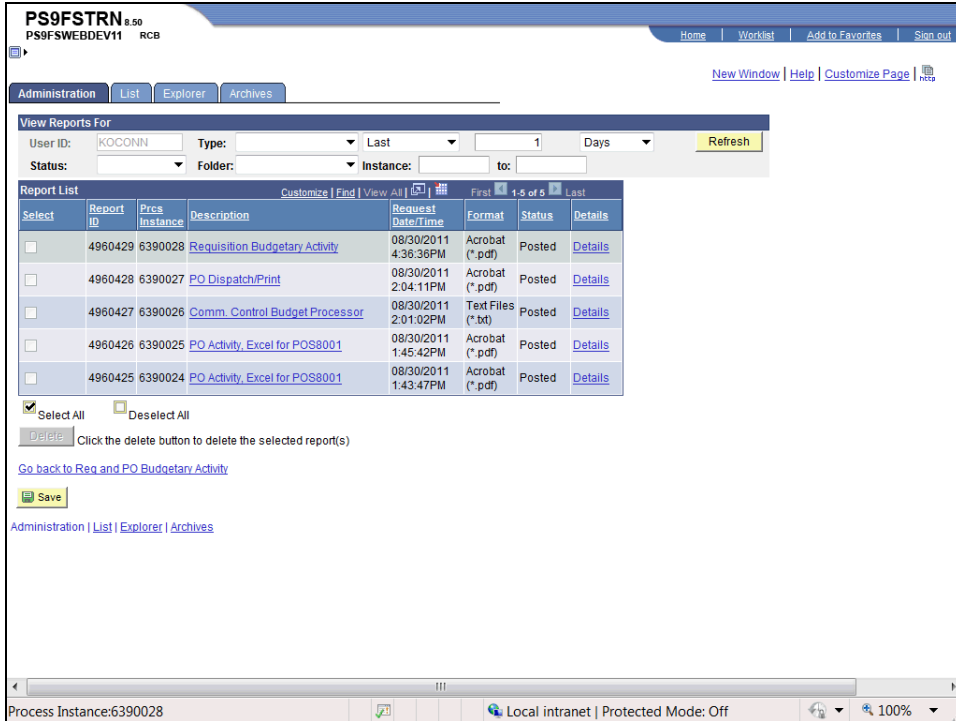 PS9FSTRN 8.50
PS9FSWEBDEV11 RCB
Home | Worklist | Add to Favorites | Sign out
New Window | Help | Customize Page | http
Administration List Explorer Archives
View Reports For
User ID: KOCONN Type: Last 1 Days Refresh
Status: Folder: Instance: to:
Report List Customize | Find | View All | | First 1-5 of 5 Last
Select Report ID Prcs Instance Description Request Date/Time Format Status Details
4960429 6390028 Requisition Budgetary Activity 08/30/2011 4:36:36PM Acrobat (*.pdf) Posted Details
4960428 6390027 PO Dispatch/Print 08/30/2011 2:04:11PM Acrobat (*.pdf) Posted Details
4960427 6390026 Comm. Control Budget Processor 08/30/2011 2:01:02PM Text Files (*.txt) Posted Details
4960426 6390025 PO Activity, Excel for POS8001 08/30/2011 1:45:42PM Acrobat (*.pdf) Posted Details
4960425 6390024 PO Activity, Excel for POS8001 08/30/2011 1:43:47PM Acrobat (*.pdf) Posted Details
Select All Deselect All
Delete Click the delete button to delete the selected report(s)
Go back to Req and PO Budgetary Activity
Save
Administration | List | Explorer | Archives
Process Instance:6390028 Local intranet | Protected Mode: Off 100%